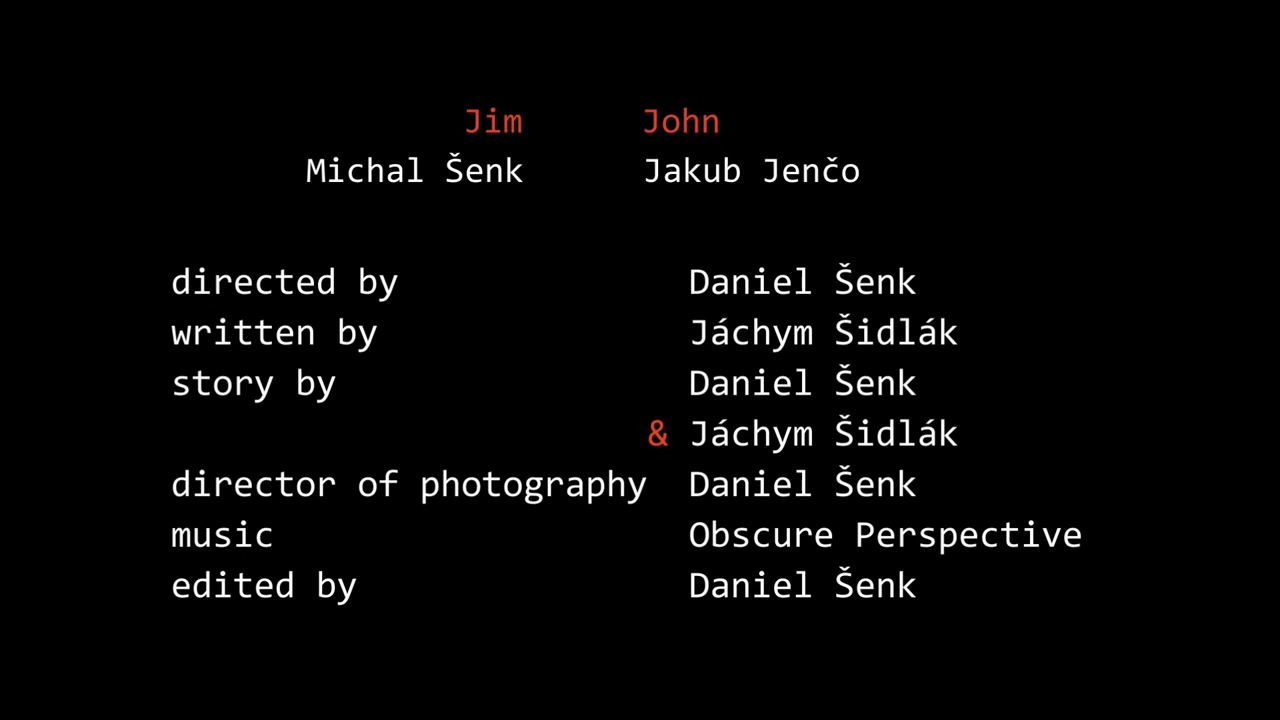 Jim John
Michal Šenk Jakub Jenčo
directed by Daniel Šenk
written by Jáchym Šidlák
story by Daniel Šenk
& Jáchym Šidlák
director of photography Daniel Šenk
music Obscure Perspective
edited by Daniel Šenk